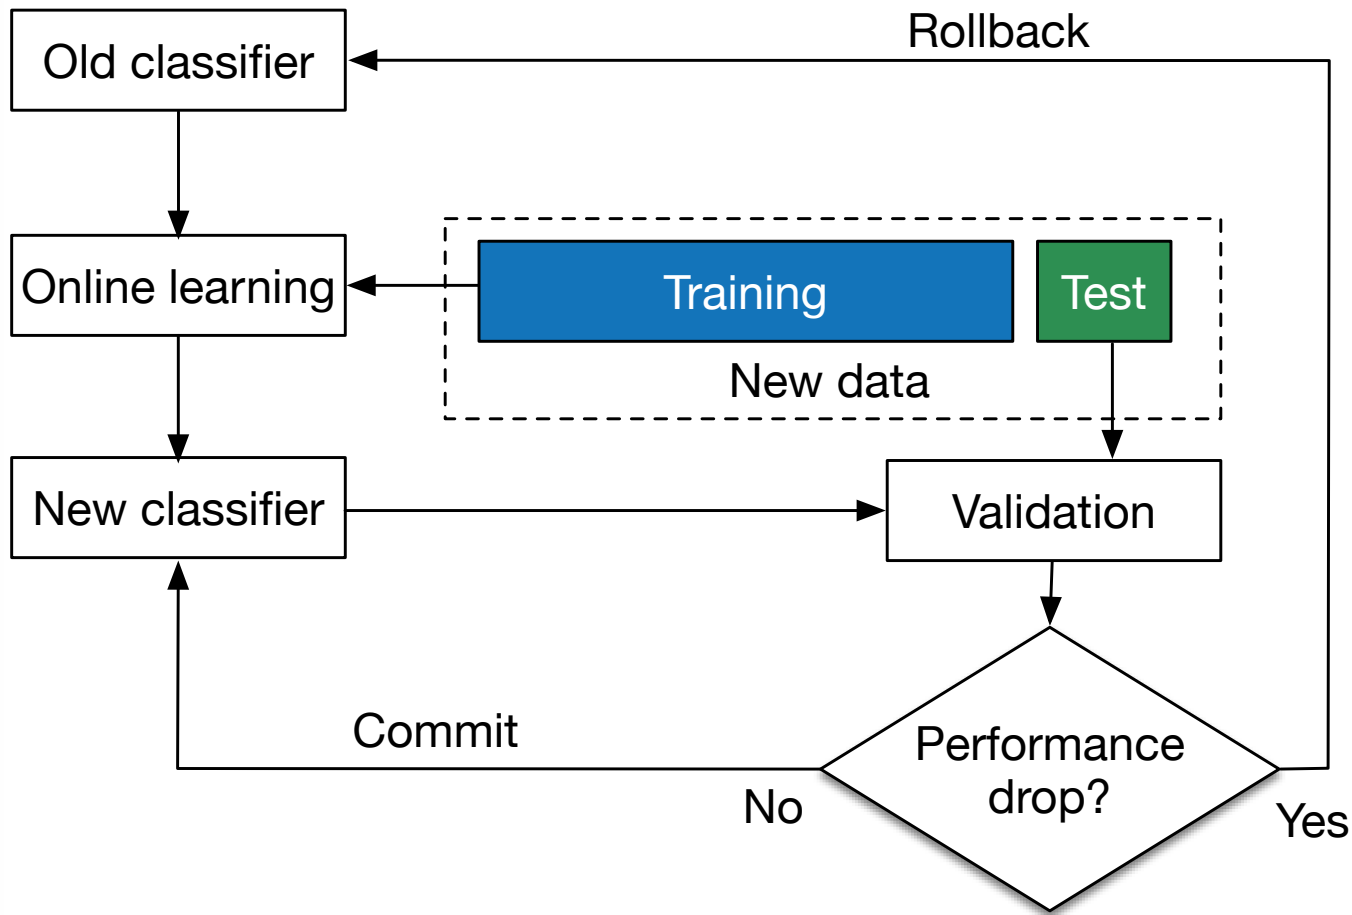 Rollback
Old classifier
Online learning
Training
Test
New data
New classifier
Validation
Commit
Performance
drop?
No
Yes